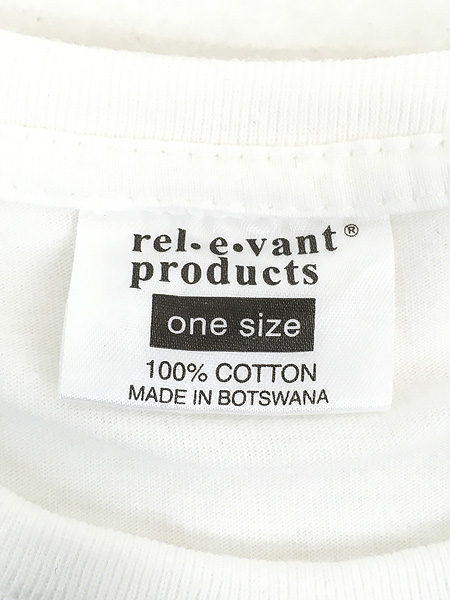 rel•e•vant®
products
one size
100% COTTON
MADE IN BOTSWANA